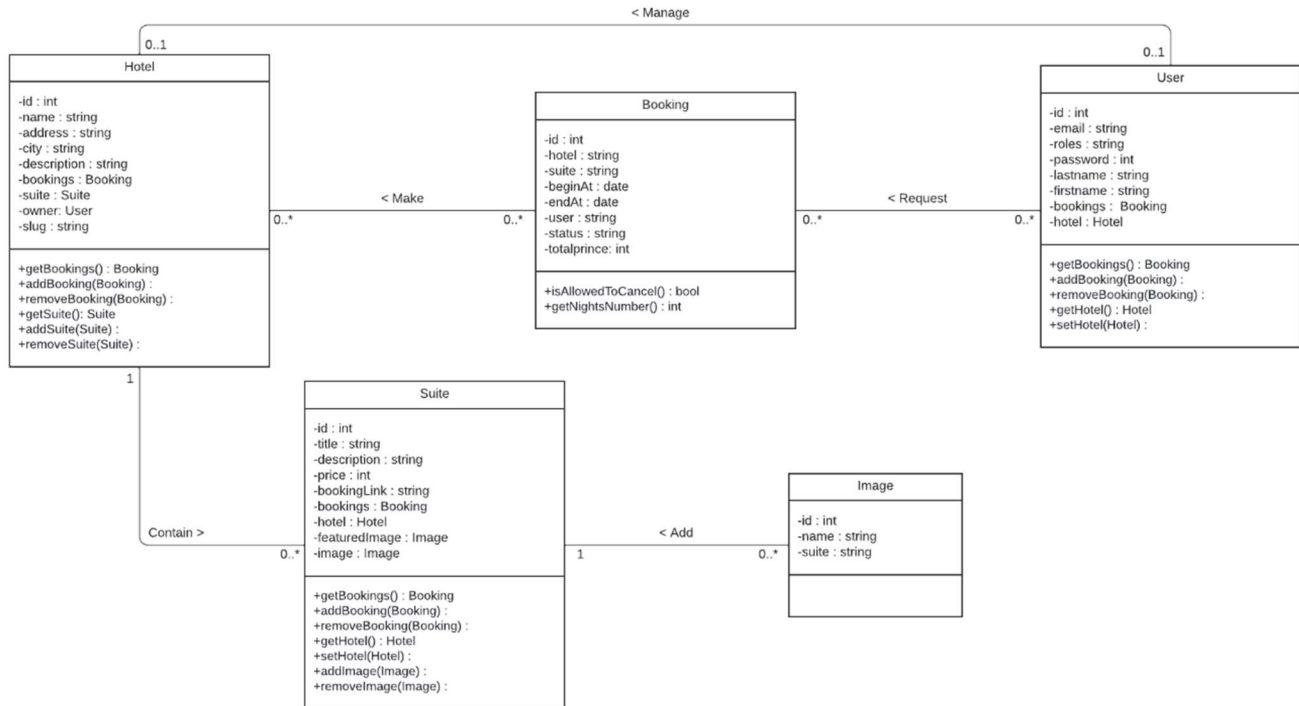 < Manage
0..1
0..1
Hotel
-id : int
-name : string
-address : string
-city : string
-description : string
-bookings : Booking
-suite : Suite
-owner: User
-slug : string
+getBookings() : Booking
+addBooking(Booking) :
+removeBooking(Booking) :
+getSuite(): Suite
+addSuite(Suite) :
+removeSuite(Suite) :
< Make
0..*
0..*
Booking
-id : int
-hotel : string
-suite : string
-beginAt : date
-endAt : date
-user : string
-status : string
-totalprince: int
+isAllowedToCancel() : bool
+getNightsNumber() : int
< Request
0..*
0..*
User
-id : int
-email : string
-roles : string
-password : int
-lastname : string
-firstname : string
-bookings :  Booking
-hotel : Hotel
+getBookings() : Booking
+addBooking(Booking) :
+removeBooking(Booking) :
+getHotel() : Hotel
+setHotel(Hotel) :
1
Contain >
0..*
Suite
-id : int
-title : string
-description : string
-price : int
-bookingLink : string
-bookings : Booking
-hotel : Hotel
-featuredImage : Image
-image : Image
+getBookings() : Booking
+addBooking(Booking) :
+removeBooking(Booking) :
+getHotel() : Hotel
+setHotel(Hotel) :
+addImage(Image) :
+removeImage(Image) :
< Add
1
0..*
Image
-id : int
-name : string
-suite : string